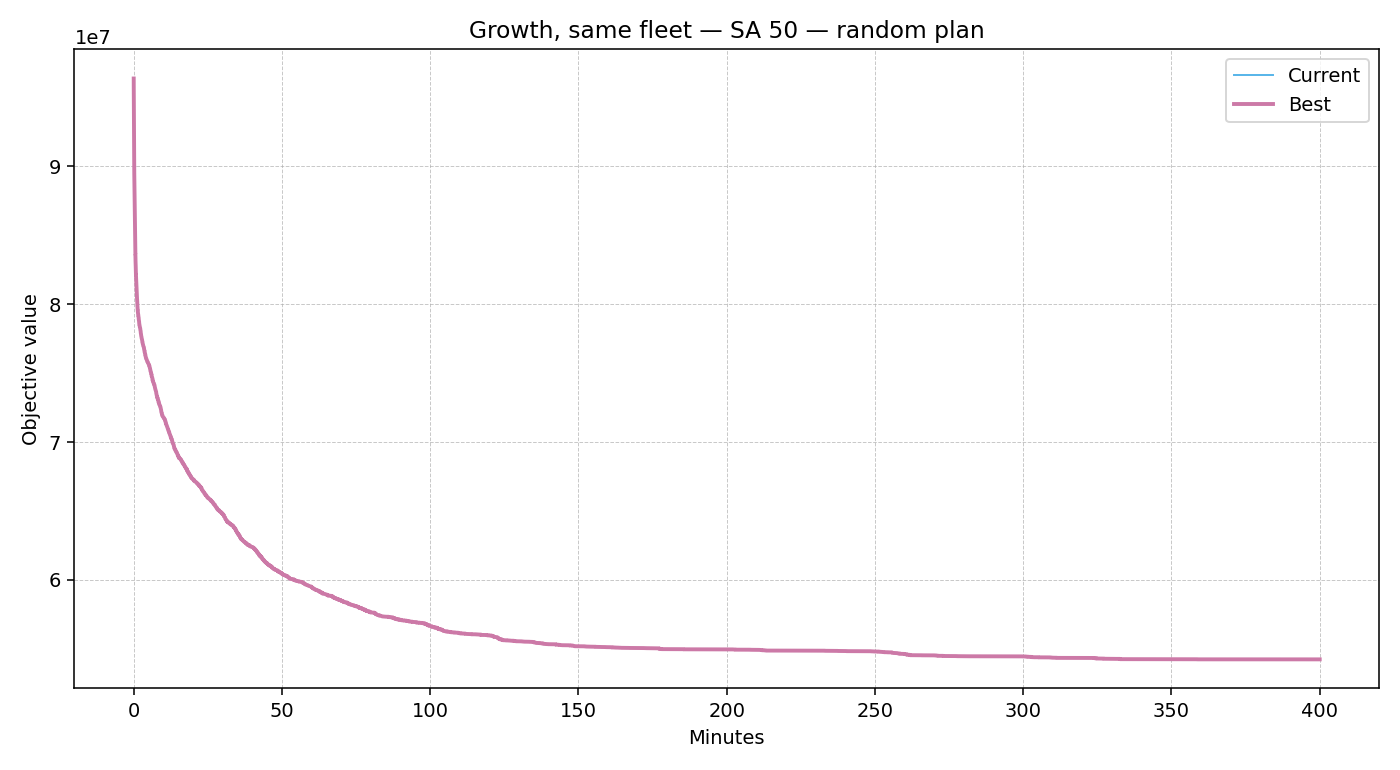 Growth, same fleet — SA 50 — random plan
1e7
Current
Best
9
8
7
6
Objective value
0 50 100 150 200 250 300 350 400
Minutes